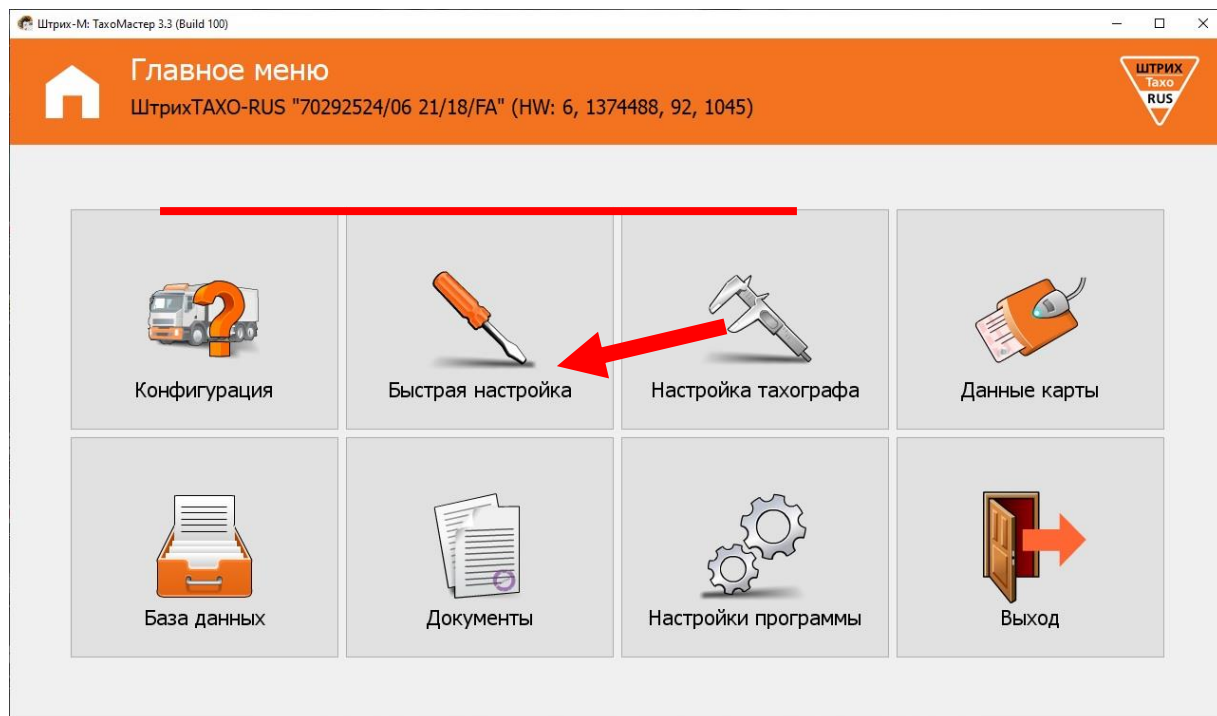 Штрих-М: ТахоМастер 3.3 (Build 100)
Главное меню
ШтрихТАХО-RUS "70292524/06 21/18/FA" (HW: 6, 1374488, 92, 1045)
ШТРИХ
Тахо
RUS
Конфигурация
Быстрая настройка
Настройка тахографа
Данные карты
База данных
Документы
Настройки программы
Выход